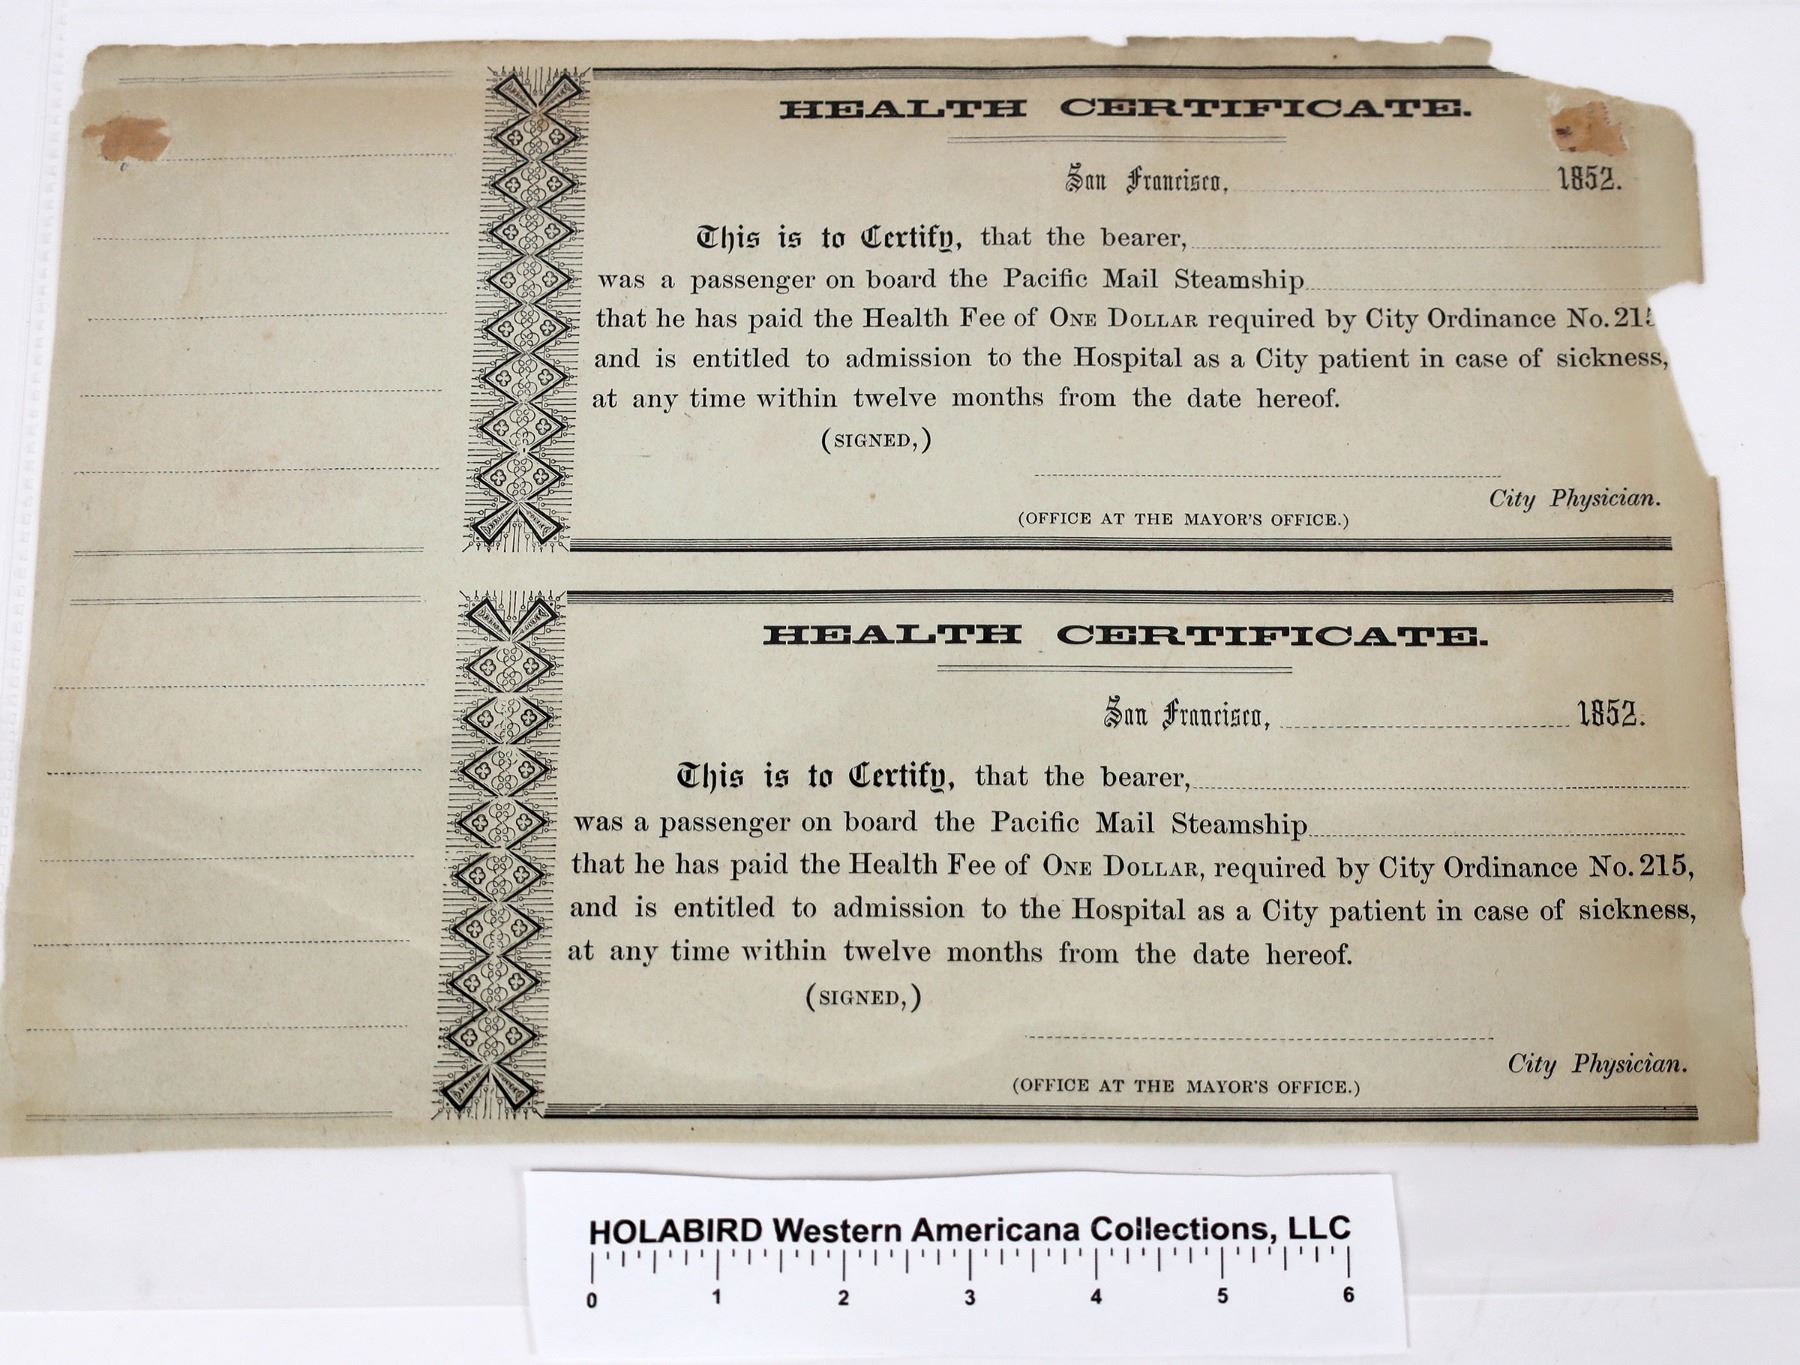 HEALTH CERTIFICATE.
San Francisco, 1852.
This is to Certify, that the bearer,
was a passenger on board the Pacific Mail Steamship
that he has paid the Health Fee of ONE DOLLAR required by City Ordinance No. 215
and is entitled to admission to the Hospital as a City patient in case of sickness,
at any time within twelve months from the date hereof.
(SIGNED,)
City Physician.
(OFFICE AT THE MAYOR'S OFFICE.)
HEALTH CERTIFICATE.
San Francisco, 1852.
This is to Certify, that the bearer,
was a passenger on board the Pacific Mail Steamship
that he has paid the Health Fee of ONE DOLLAR, required by City Ordinance No. 215,
and is entitled to admission to the Hospital as a City patient in case of sickness,
at any time within twelve months from the date hereof.
(SIGNED,)
City Physician.
(OFFICE AT THE MAYOR'S OFFICE.)
HOLABIRD Western Americana Collections, LLC
0 1 2 3 4 5 6